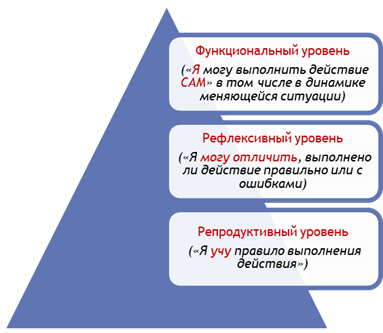 Функциональный уровень
(«Я могу выполнить действие
САМ» в том числе в динамике
меняющейся ситуации)
Рефлексивный уровень
(«Я могу отличить, выполнено
ли действие правильно или с
ошибками)
Репродуктивный уровень
(«Я учу правило выполнения
действия»)